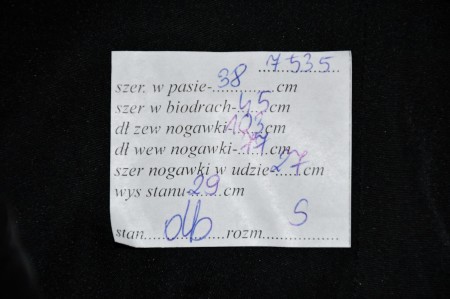 7535
szer. w pasie-38cm
szer w biodrach-45cm
dł zew nogawki-103cm
dł wew nogawki-77cm
szer nogawki w udzie-27cm
wys stanu-29cm
stan db rozm. S